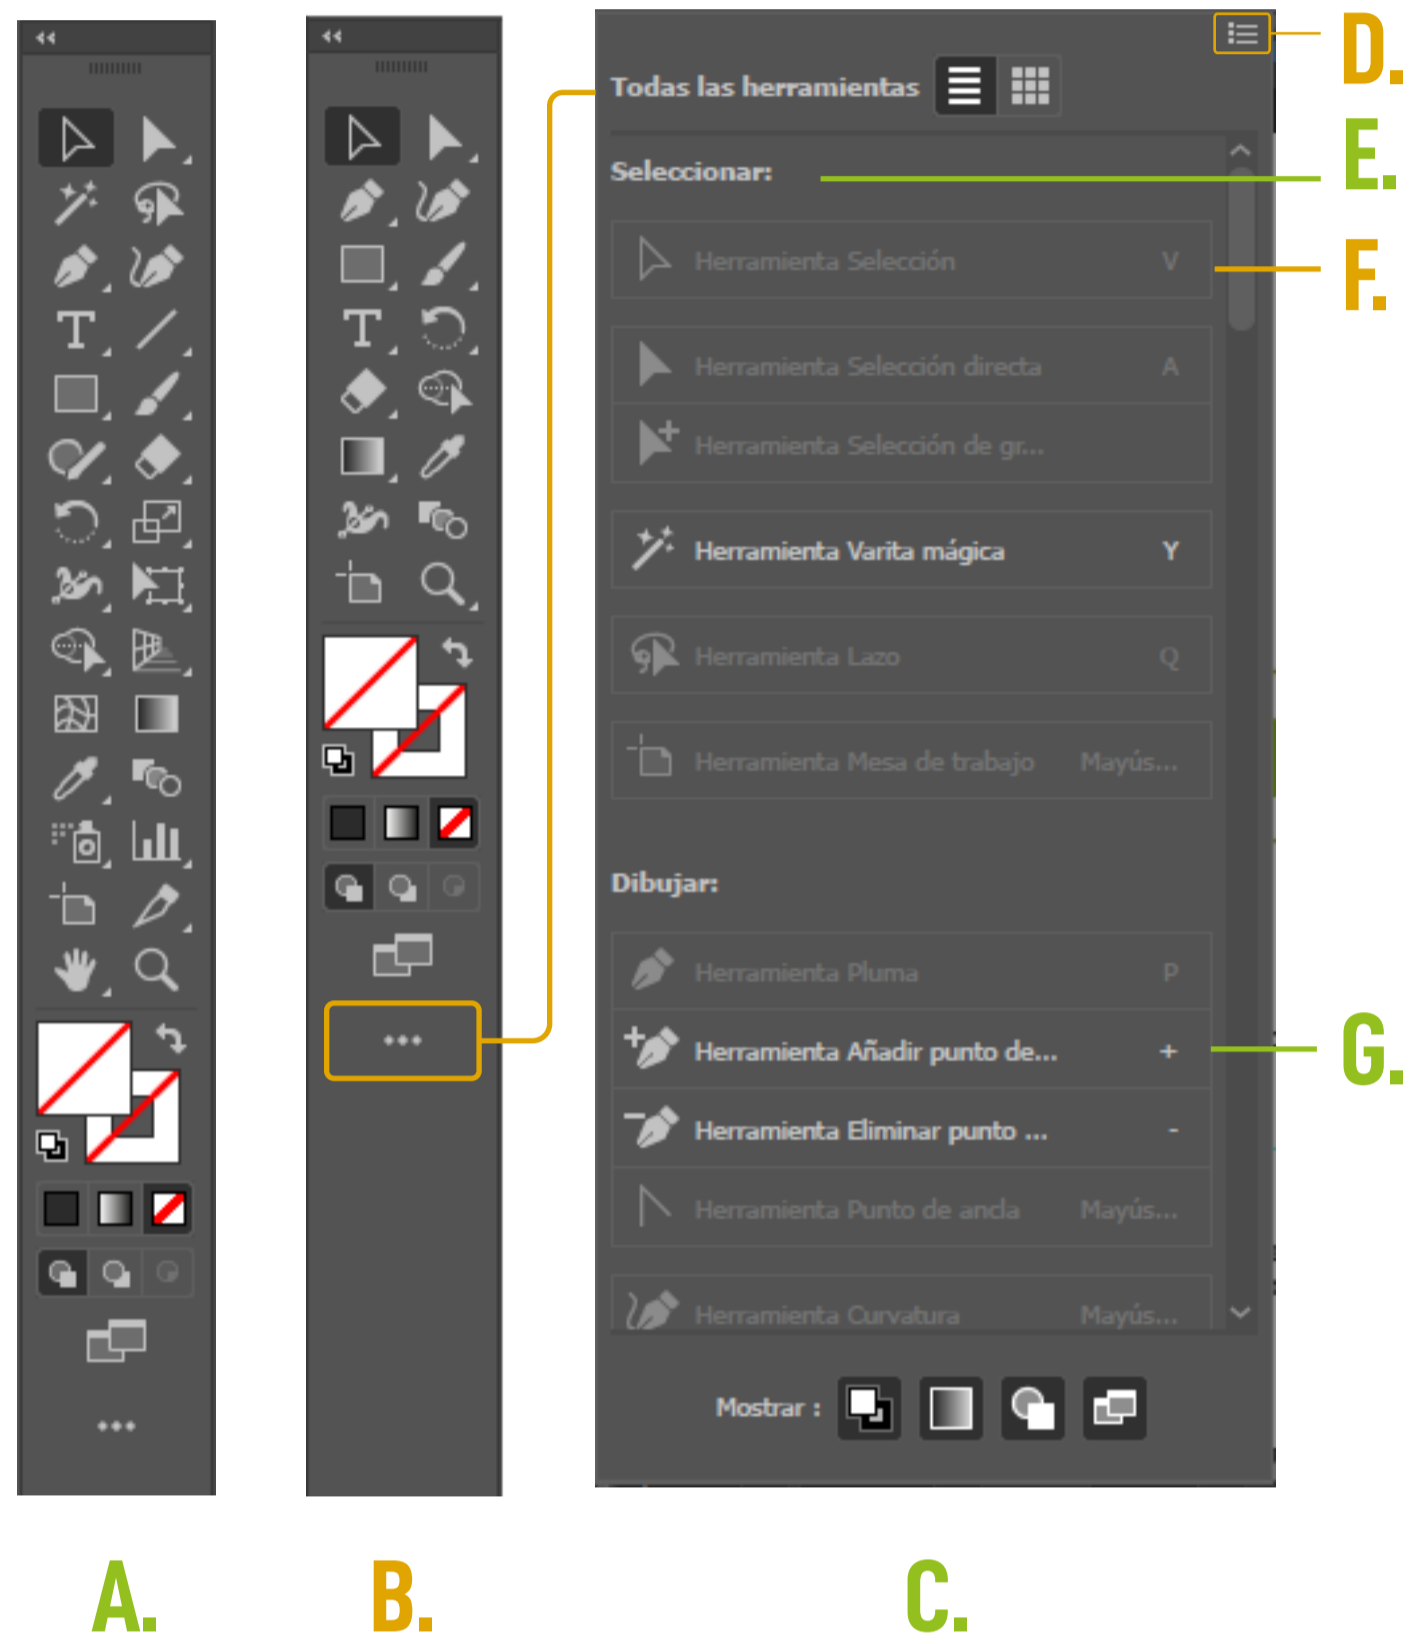 D.
Todas las herramientas
E.
Seleccionar:
F.
Herramienta Selección V
Herramienta Selección directa A
Herramienta Selección de gr...
Herramienta Varita mágica Y
Herramienta Lazo Q
Herramienta Mesa de trabajo Mayús...
Dibujar:
Herramienta Pluma P
G.
Herramienta Añadir punto de... +
Herramienta Eliminar punto ... -
Herramienta Punto de ancla Mayús...
Herramienta Curvatura Mayús...
Mostrar :
A.
B.
C.